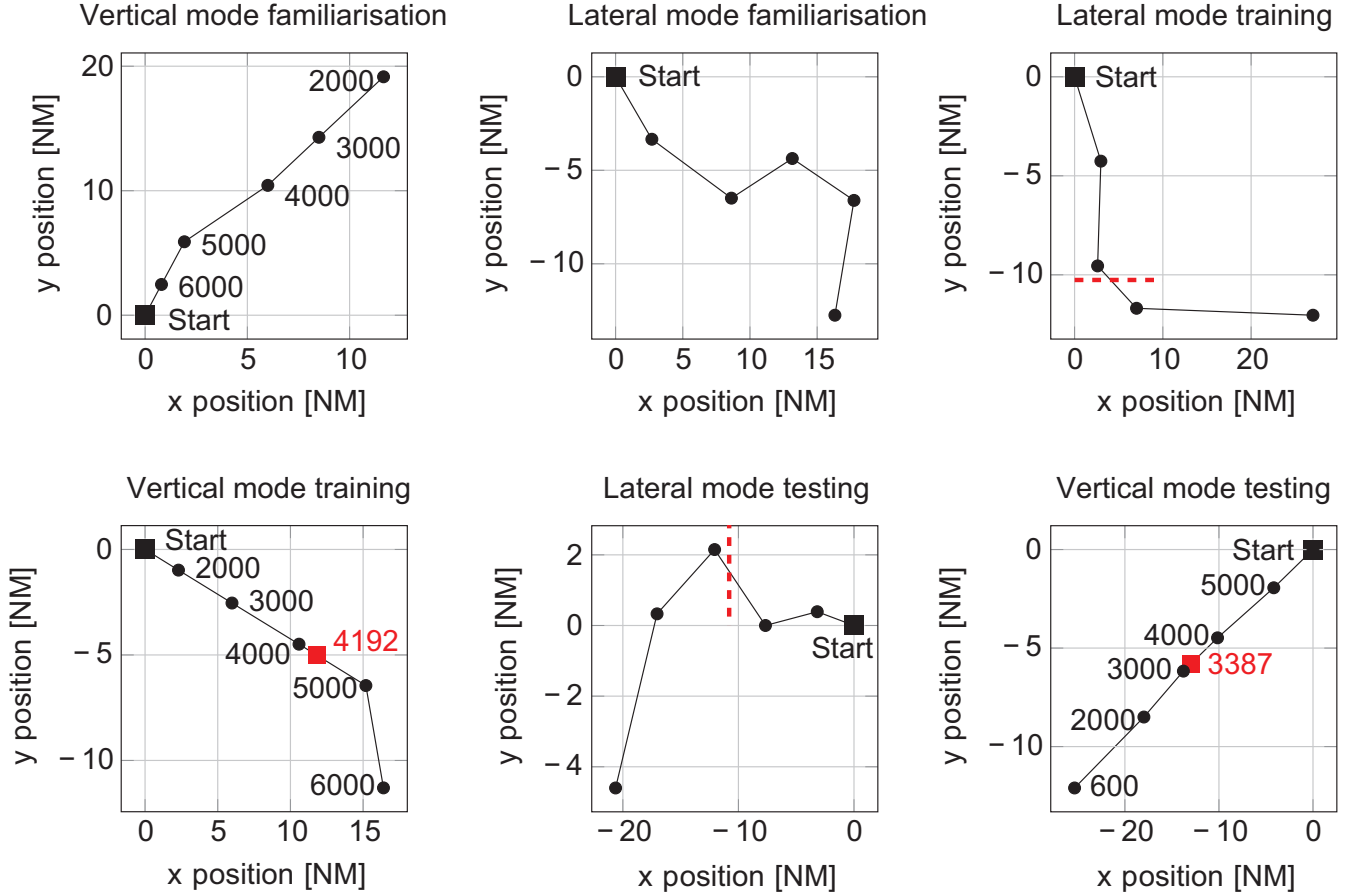 Vertical mode familiarisation
y position [NM]
20
10
0
2000
3000
4000
5000
6000
Start
0 5 10
x position [NM]
Lateral mode familiarisation
y position [NM]
0
−5
−10
Start
0 5 10 15
x position [NM]
Lateral mode training
y position [NM]
0
−5
−10
Start
0 10 20
x position [NM]
Vertical mode training
y position [NM]
0
−5
−10
Start
2000
3000
4192
4000
5000
6000
0 5 10 15
x position [NM]
Lateral mode testing
y position [NM]
2
0
−2
−4
Start
−20 −10 0
x position [NM]
Vertical mode testing
y position [NM]
0
−5
−10
Start
5000
4000
3387
3000
2000
600
−20 −10 0
x position [NM]